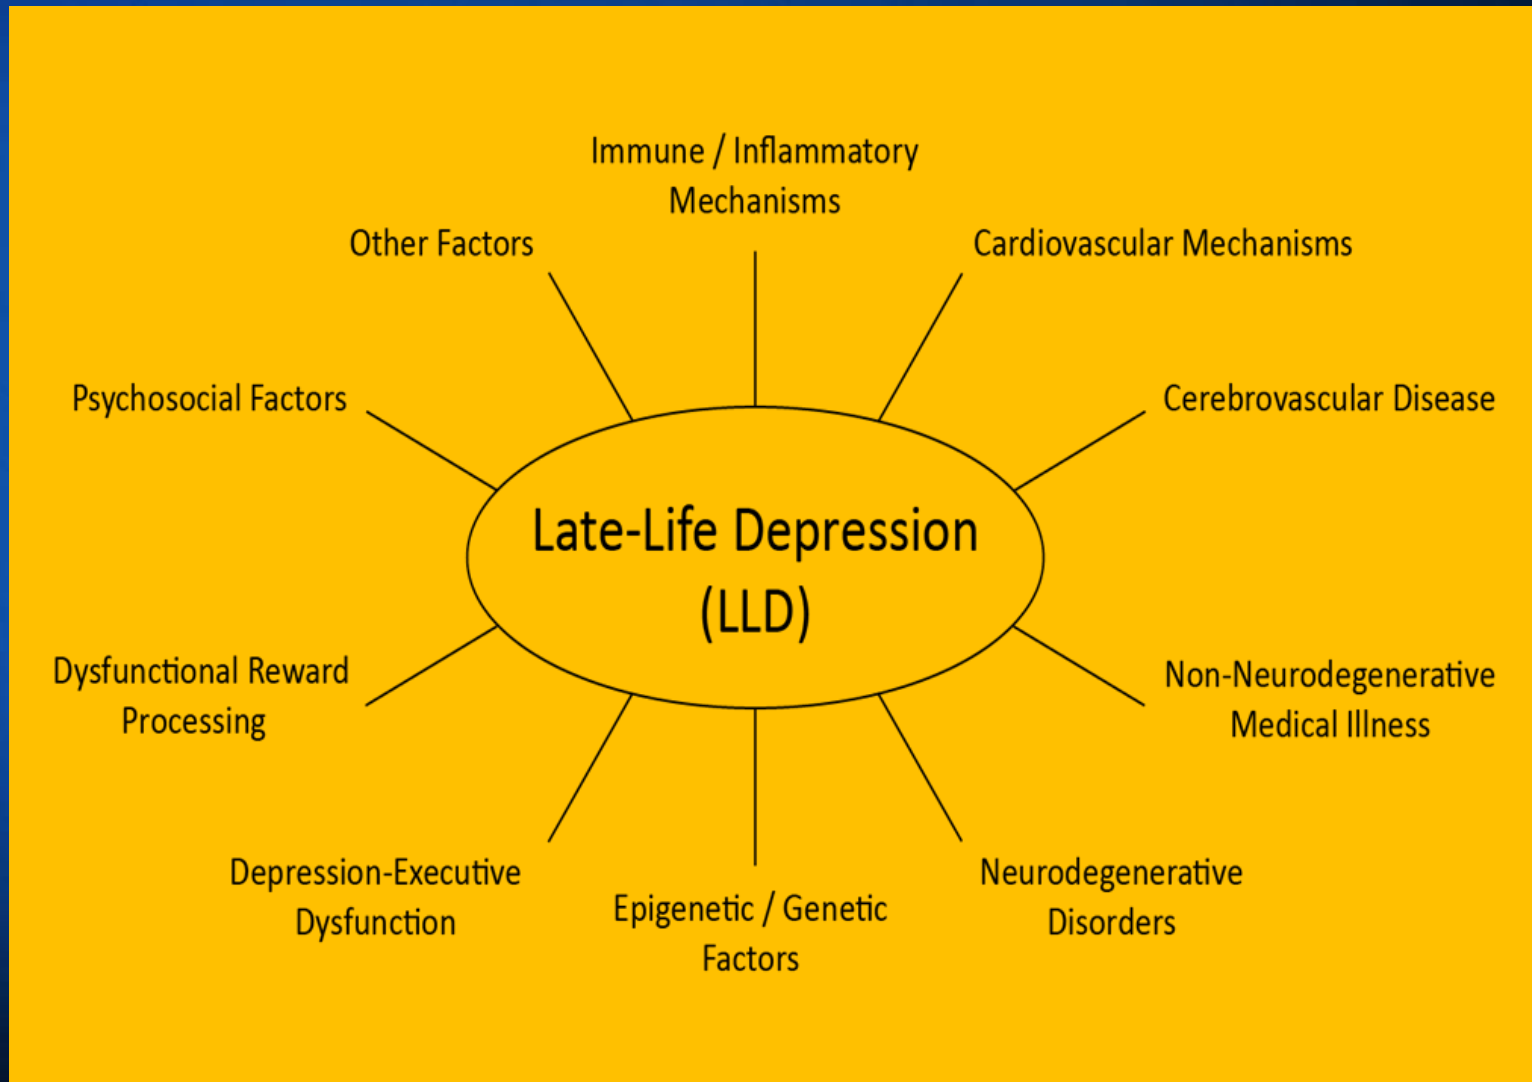 Immune / Inflammatory
Mechanisms
Other Factors
Cardiovascular Mechanisms
Psychosocial Factors
Cerebrovascular Disease
Late-Life Depression
(LLD)
Dysfunctional Reward
Processing
Non-Neurodegenerative
Medical Illness
Depression-Executive
Dysfunction
Epigenetic / Genetic
Factors
Neurodegenerative
Disorders